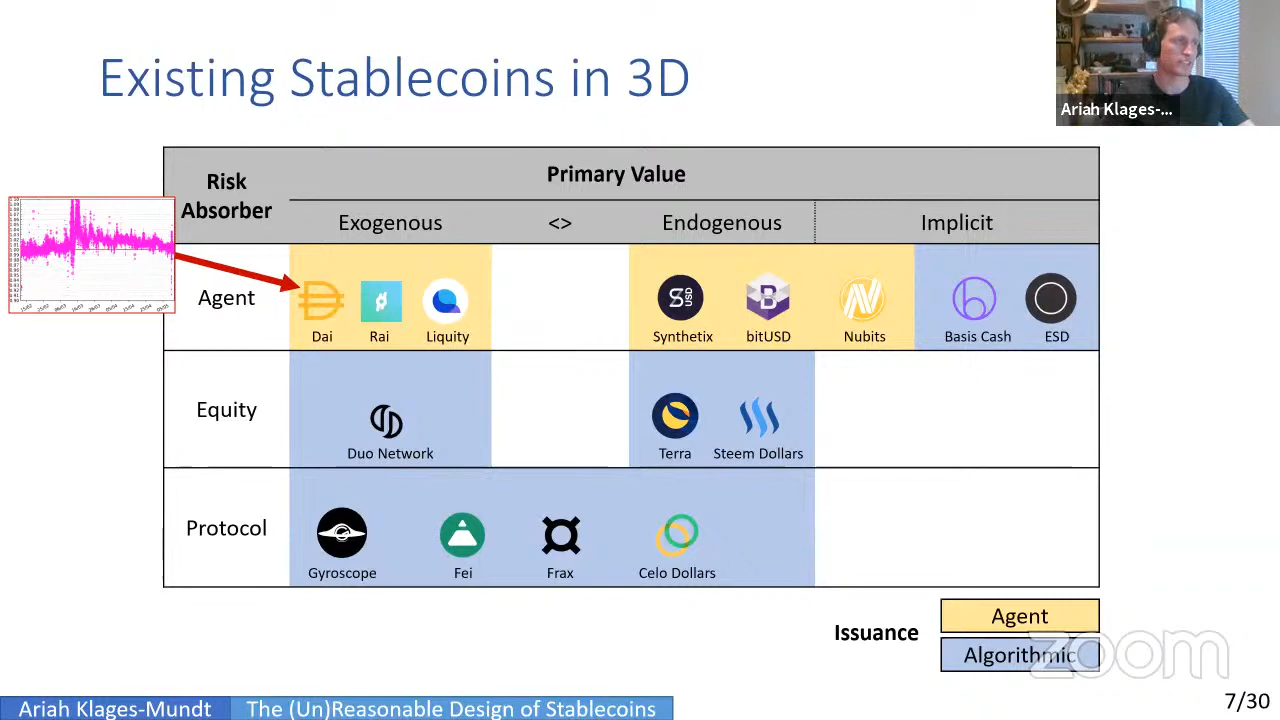 Existing Stablecoins in 3D
Ariah Klages-...
Risk
Absorber
Primary Value
Exogenous <> Endogenous Implicit
Agent
Dai Rai Liquity Synthetix bitUSD Nubits Basis Cash ESD
Equity
Duo Network Terra Steem Dollars
Protocol
Gyroscope Fei Frax Celo Dollars
Issuance
Agent
Algorithmic
zoom
Ariah Klages-Mundt The (Un)Reasonable Design of Stablecoins
7/30